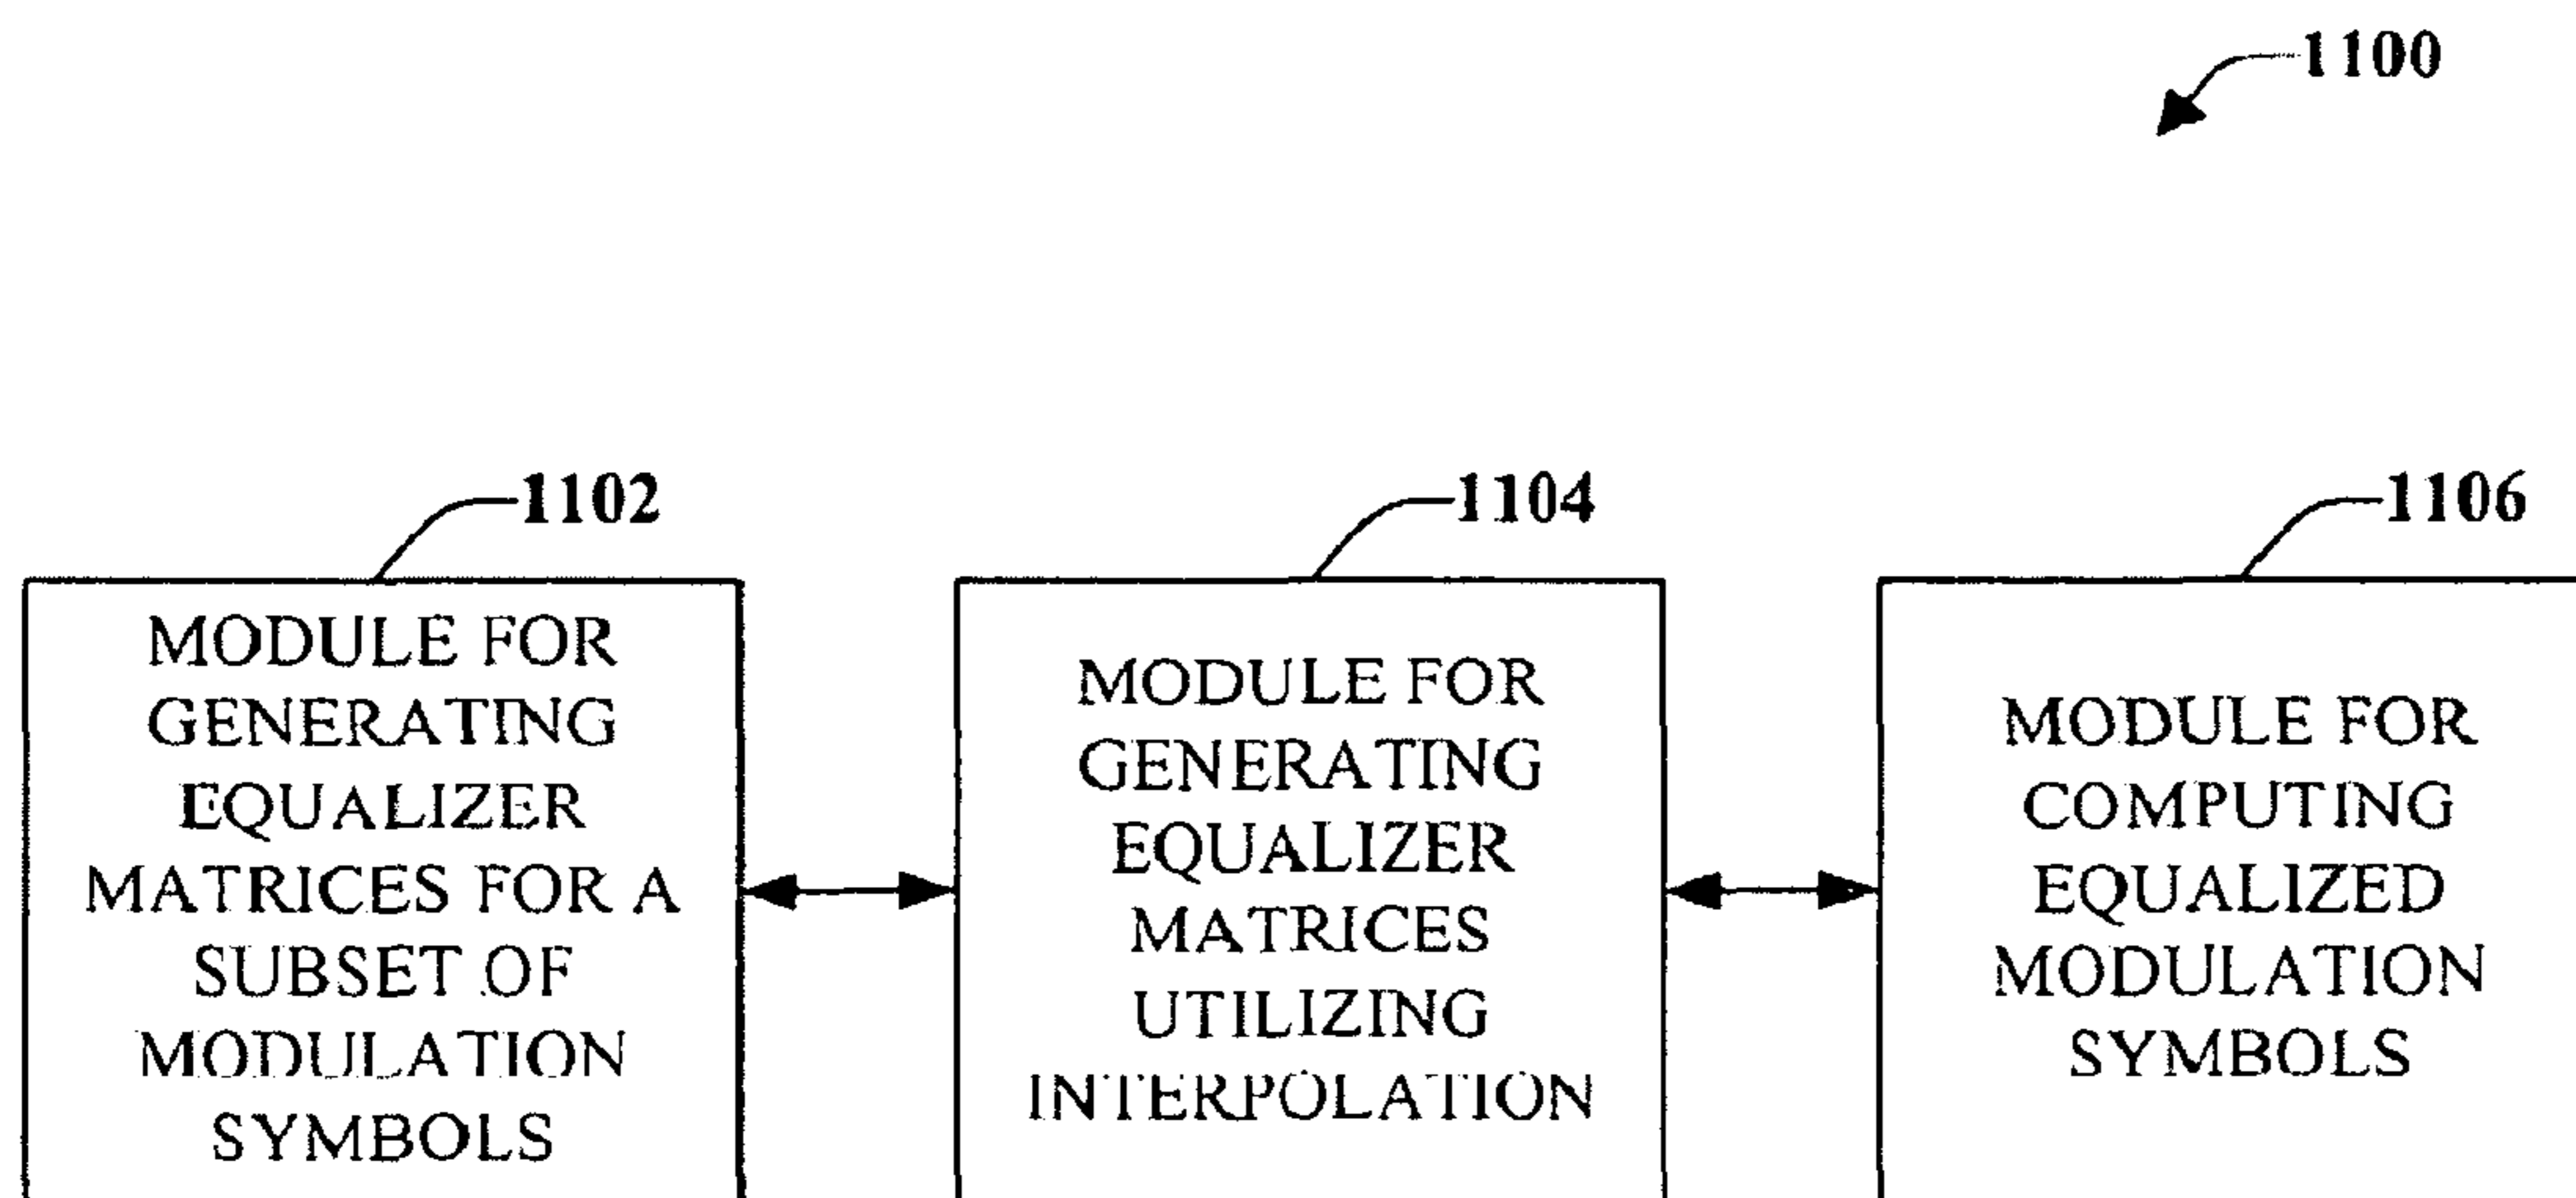 1100
1102
1104
1106
MODULE FOR
GENERATING
EQUALIZER
MATRICES FOR A
SUBSET OF
MODULATION
SYMBOLS
MODULE FOR
GENERATING
EQUALIZER
MATRICES
UTILIZING
INTERPOLATION
MODULE FOR
COMPUTING
EQUALIZED
MODULATION
SYMBOLS